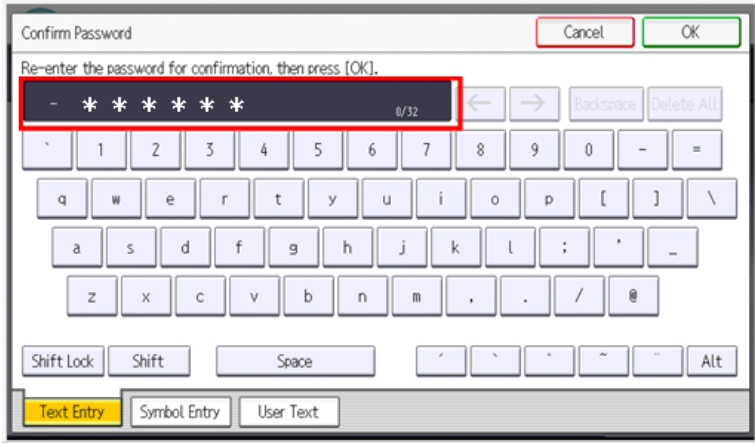 Confirm Password Cancel OK
Re-enter the password for confirmation, then press [OK].
- * * * * * * 0/32 ← → Backspace Delete All
` 1 2 3 4 5 6 7 8 9 0 - =
q w e r t y u i o p [ ] \
a s d f g h j k l ; ' _
z x c v b n m , . / @
Shift Lock Shift Space ´ ` ^ ~ ¨ Alt
Text Entry Symbol Entry User Text